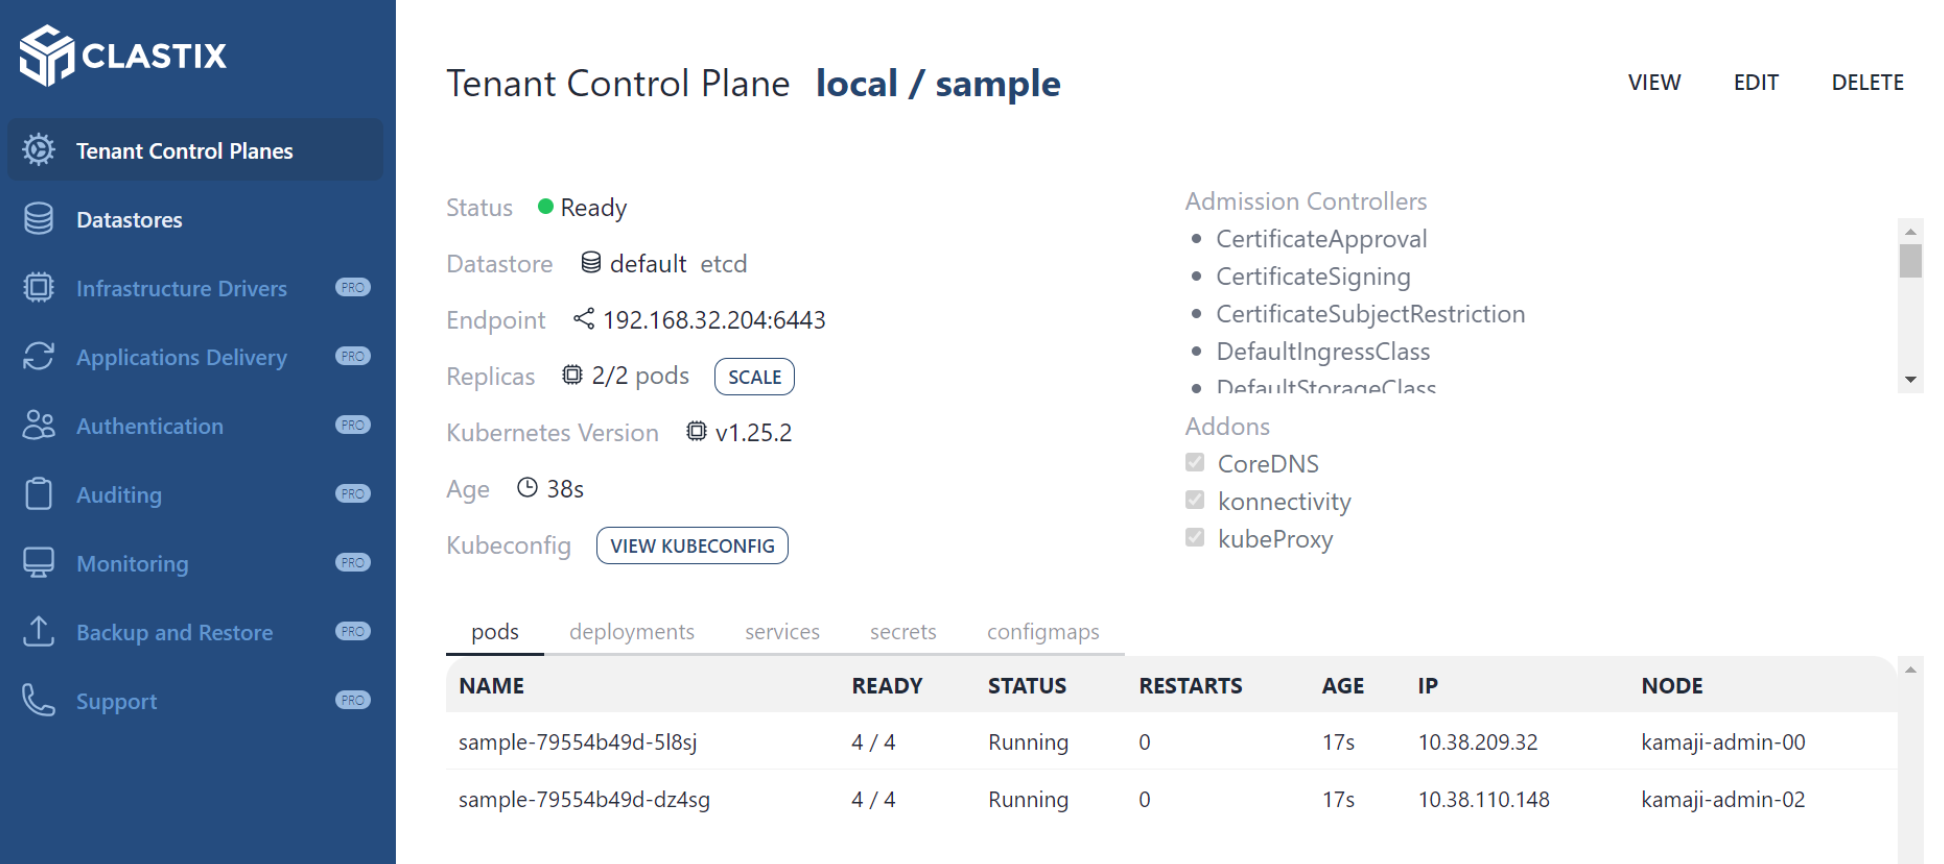 CLASTIX
Tenant Control Planes
Datastores
Infrastructure Drivers PRO
Applications Delivery PRO
Authentication PRO
Auditing PRO
Monitoring PRO
Backup and Restore PRO
Support PRO
Tenant Control Plane local / sample
VIEW EDIT DELETE
Status Ready
Datastore default etcd
Endpoint 192.168.32.204:6443
Replicas 2/2 pods SCALE
Kubernetes Version v1.25.2
Age 38s
Kubeconfig VIEW KUBECONFIG
Admission Controllers
CertificateApproval
CertificateSigning
CertificateSubjectRestriction
DefaultIngressClass
DefaultStorageClass
Addons
CoreDNS
konnectivity
kubeProxy
pods deployments services secrets configmaps
NAME READY STATUS RESTARTS AGE IP NODE
sample-79554b49d-5l8sj 4 / 4 Running 0 17s 10.38.209.32 kamaji-admin-00
sample-79554b49d-dz4sg 4 / 4 Running 0 17s 10.38.110.148 kamaji-admin-02